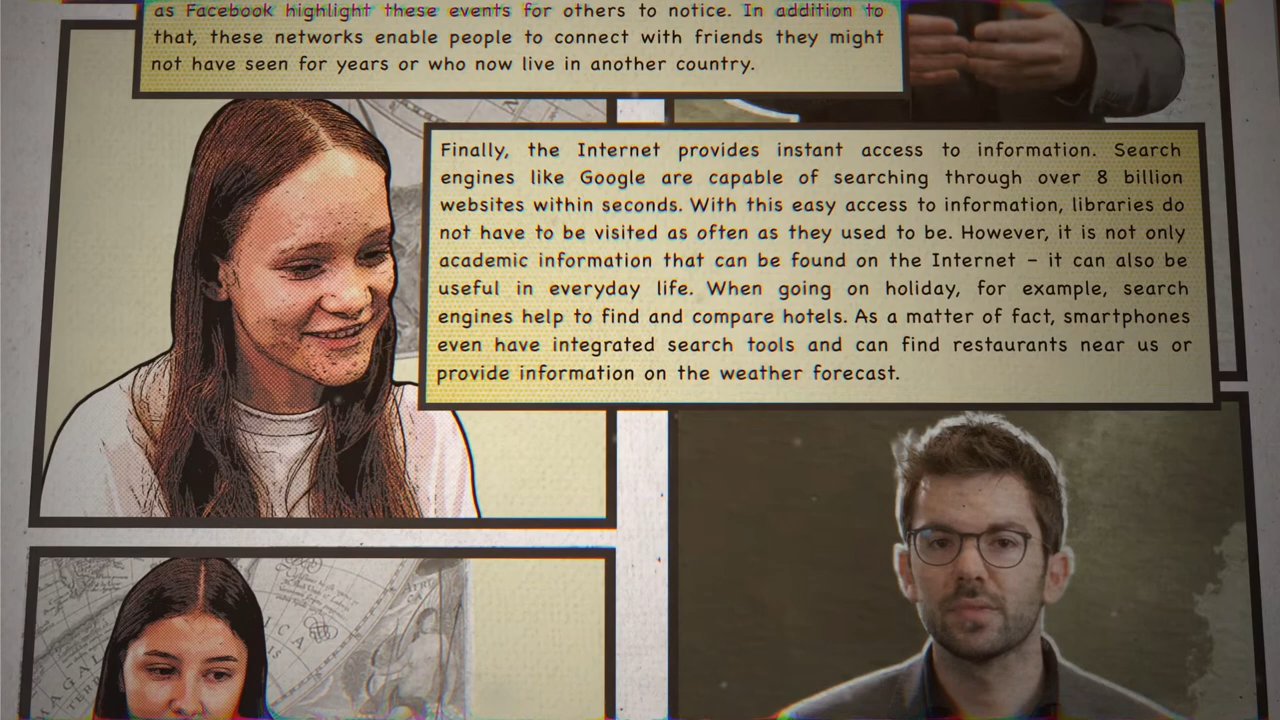 as Facebook highlight these events for others to notice. In addition to
that, these networks enable people to connect with friends they might
not have seen for years or who now live in another country.
Finally, the Internet provides instant access to information. Search
engines like Google are capable of searching through over 8 billion
websites within seconds. With this easy access to information, libraries do
not have to be visited as often as they used to be. However, it is not only
academic information that can be found on the Internet – it can also be
useful in everyday life. When going on holiday, for example, search
engines help to find and compare hotels. As a matter of fact, smartphones
even have integrated search tools and can find restaurants near us or
provide information on the weather forecast.